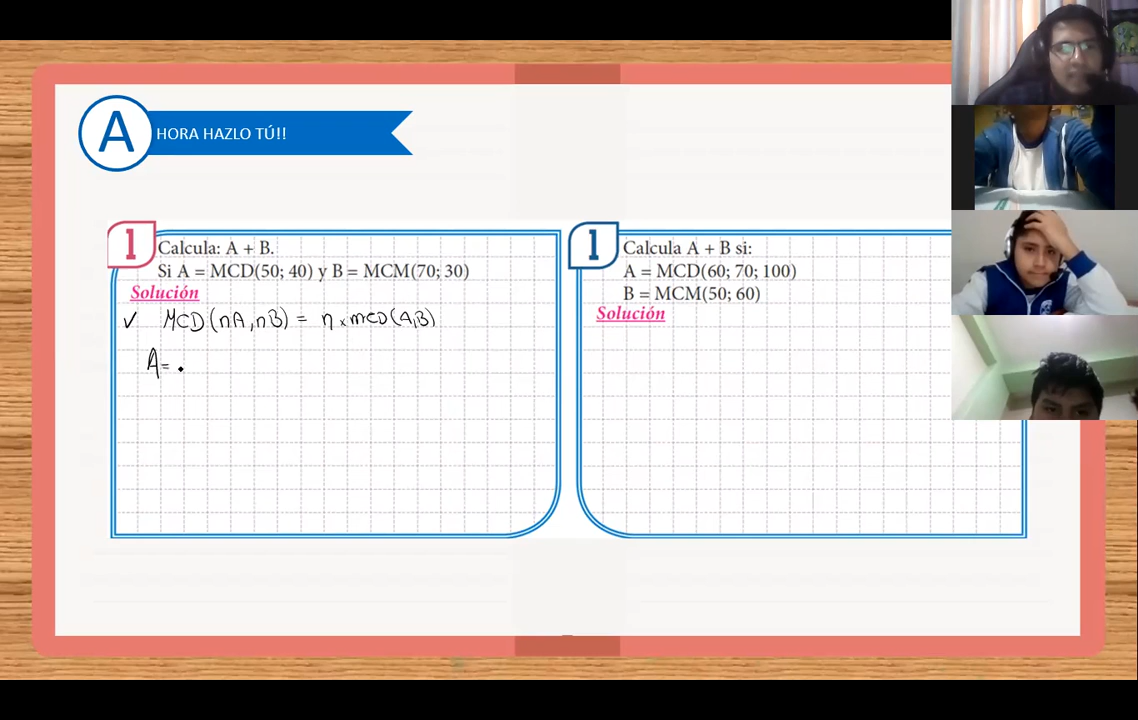 A
HORA HAZLO TÚ!!
1
Calcula: A + B.
Si A = MCD(50; 40) y B = MCM(70; 30)
Solución
✓ MCD(nA,nB) = n x mCD(A,B)
A= .
1
Calcula A + B si:
A = MCD(60; 70; 100)
B = MCM(50; 60)
Solución